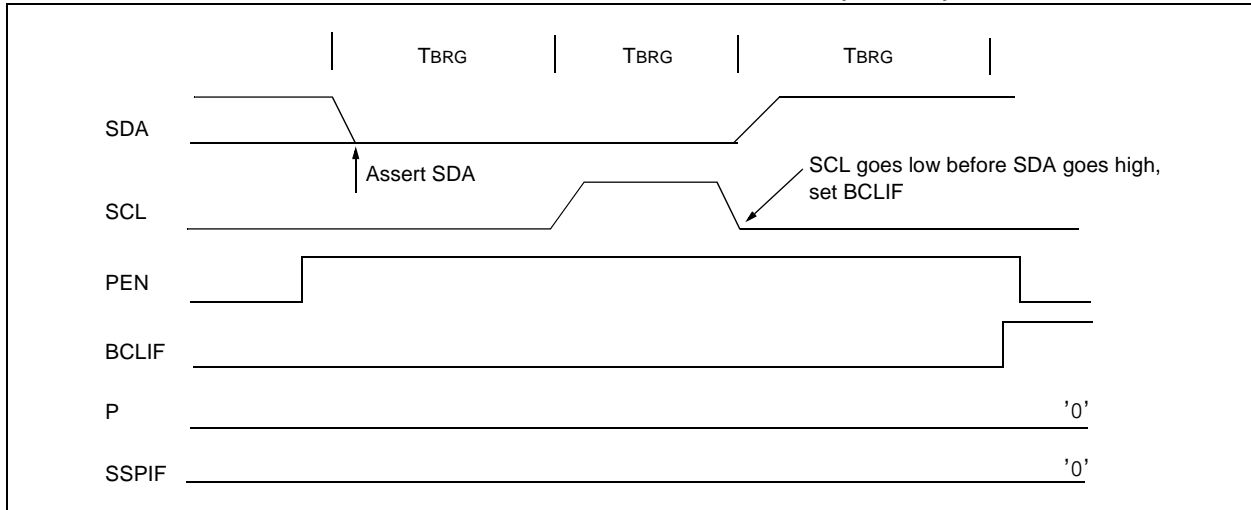 TBRG TBRG TBRG
SDA
Assert SDA
SCL goes low before SDA goes high,
set BCLIF
SCL
PEN
BCLIF
P
'0'
SSPIF
'0'